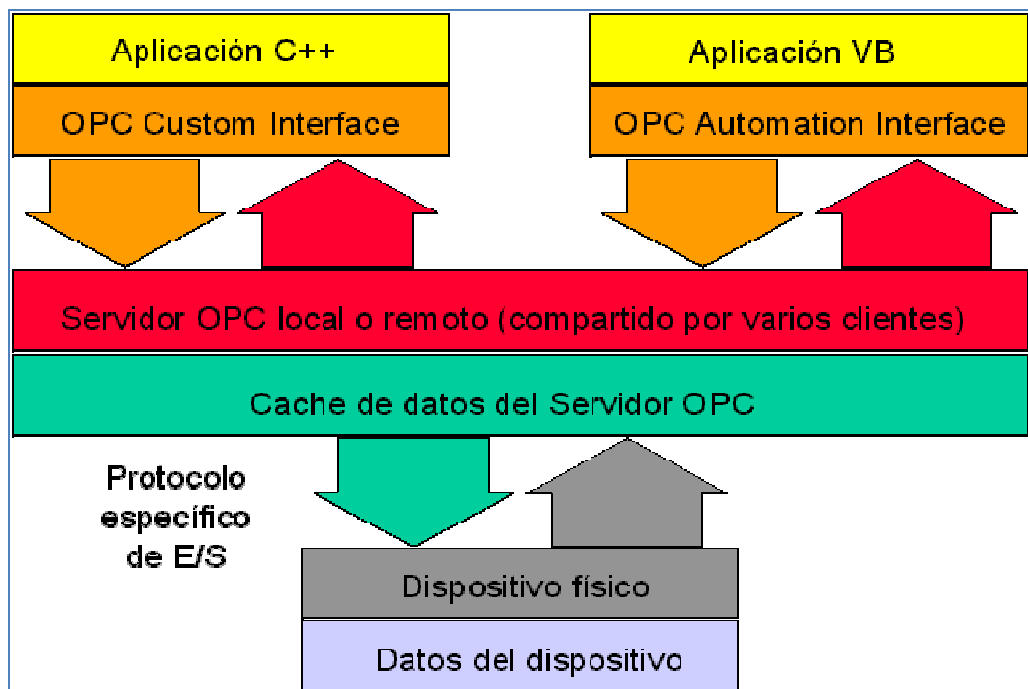 Aplicación C++
Aplicación VB
OPC Custom Interface
OPC Automation Interface
Servidor OPC local o remoto (compartido por varios clientes)
Cache de datos del Servidor OPC
Protocolo
específico
de E/S
Dispositivo físico
Datos del dispositivo